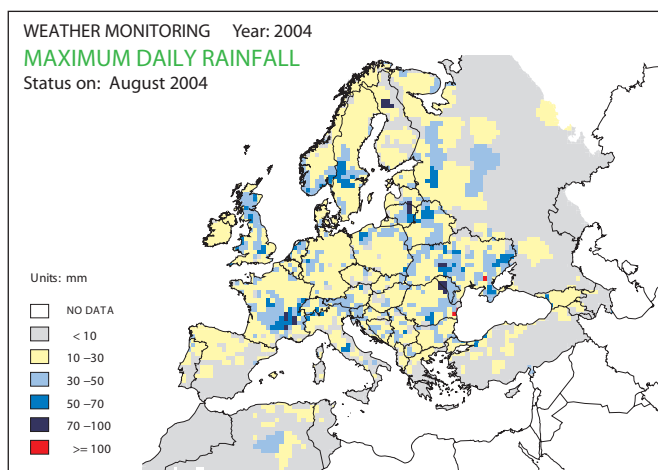 WEATHER MONITORING Year: 2004
MAXIMUM DAILY RAINFALL
Status on: August 2004
Units: mm
NO DATA
< 10
10 –30
30 –50
50 –70
70 –100
>= 100